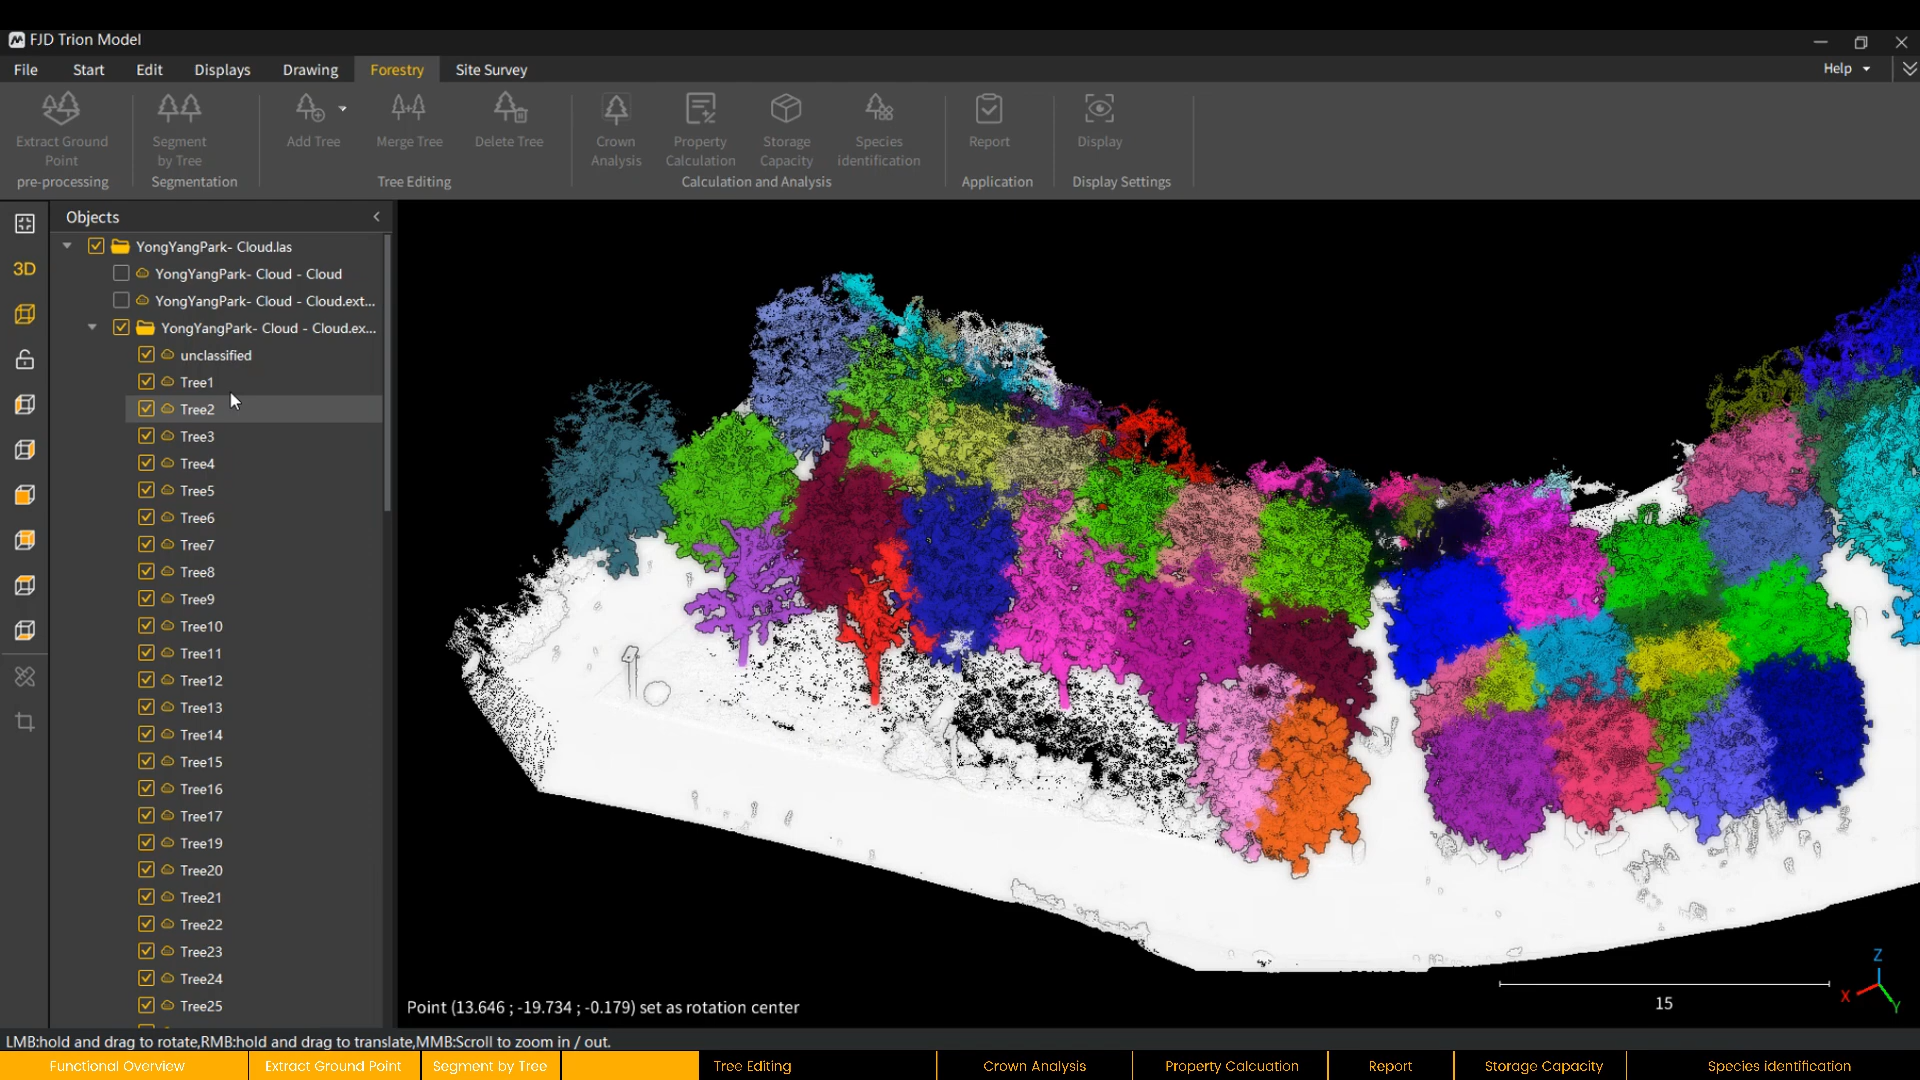 FJD Trion Model
File Start Edit Displays Drawing Forestry Site Survey Help
Extract Ground Point
Segment by Tree
Add Tree
Merge Tree
Delete Tree
Crown Analysis
Property Calculation
Storage Capacity
Species identification
Report
Display
pre-processing Segmentation Tree Editing Calculation and Analysis Application Display Settings
Objects
3D
YongYangPark- Cloud.las
YongYangPark- Cloud - Cloud
YongYangPark- Cloud - Cloud.ext...
YongYangPark- Cloud - Cloud.ex...
unclassified
Tree1
Tree2
Tree3
Tree4
Tree5
Tree6
Tree7
Tree8
Tree9
Tree10
Tree11
Tree12
Tree13
Tree14
Tree15
Tree16
Tree17
Tree19
Tree20
Tree21
Tree22
Tree23
Tree24
Tree25
Point (13.646 ; -19.734 ; -0.179) set as rotation center
15
Z
X
Y
LMB:hold and drag to rotate,RMB:hold and drag to translate,MMB:Scroll to zoom in / out.
Functional Overview Extract Ground Point Segment by Tree Tree Editing Crown Analysis Property Calcuation Report Storage Capacity Species identification